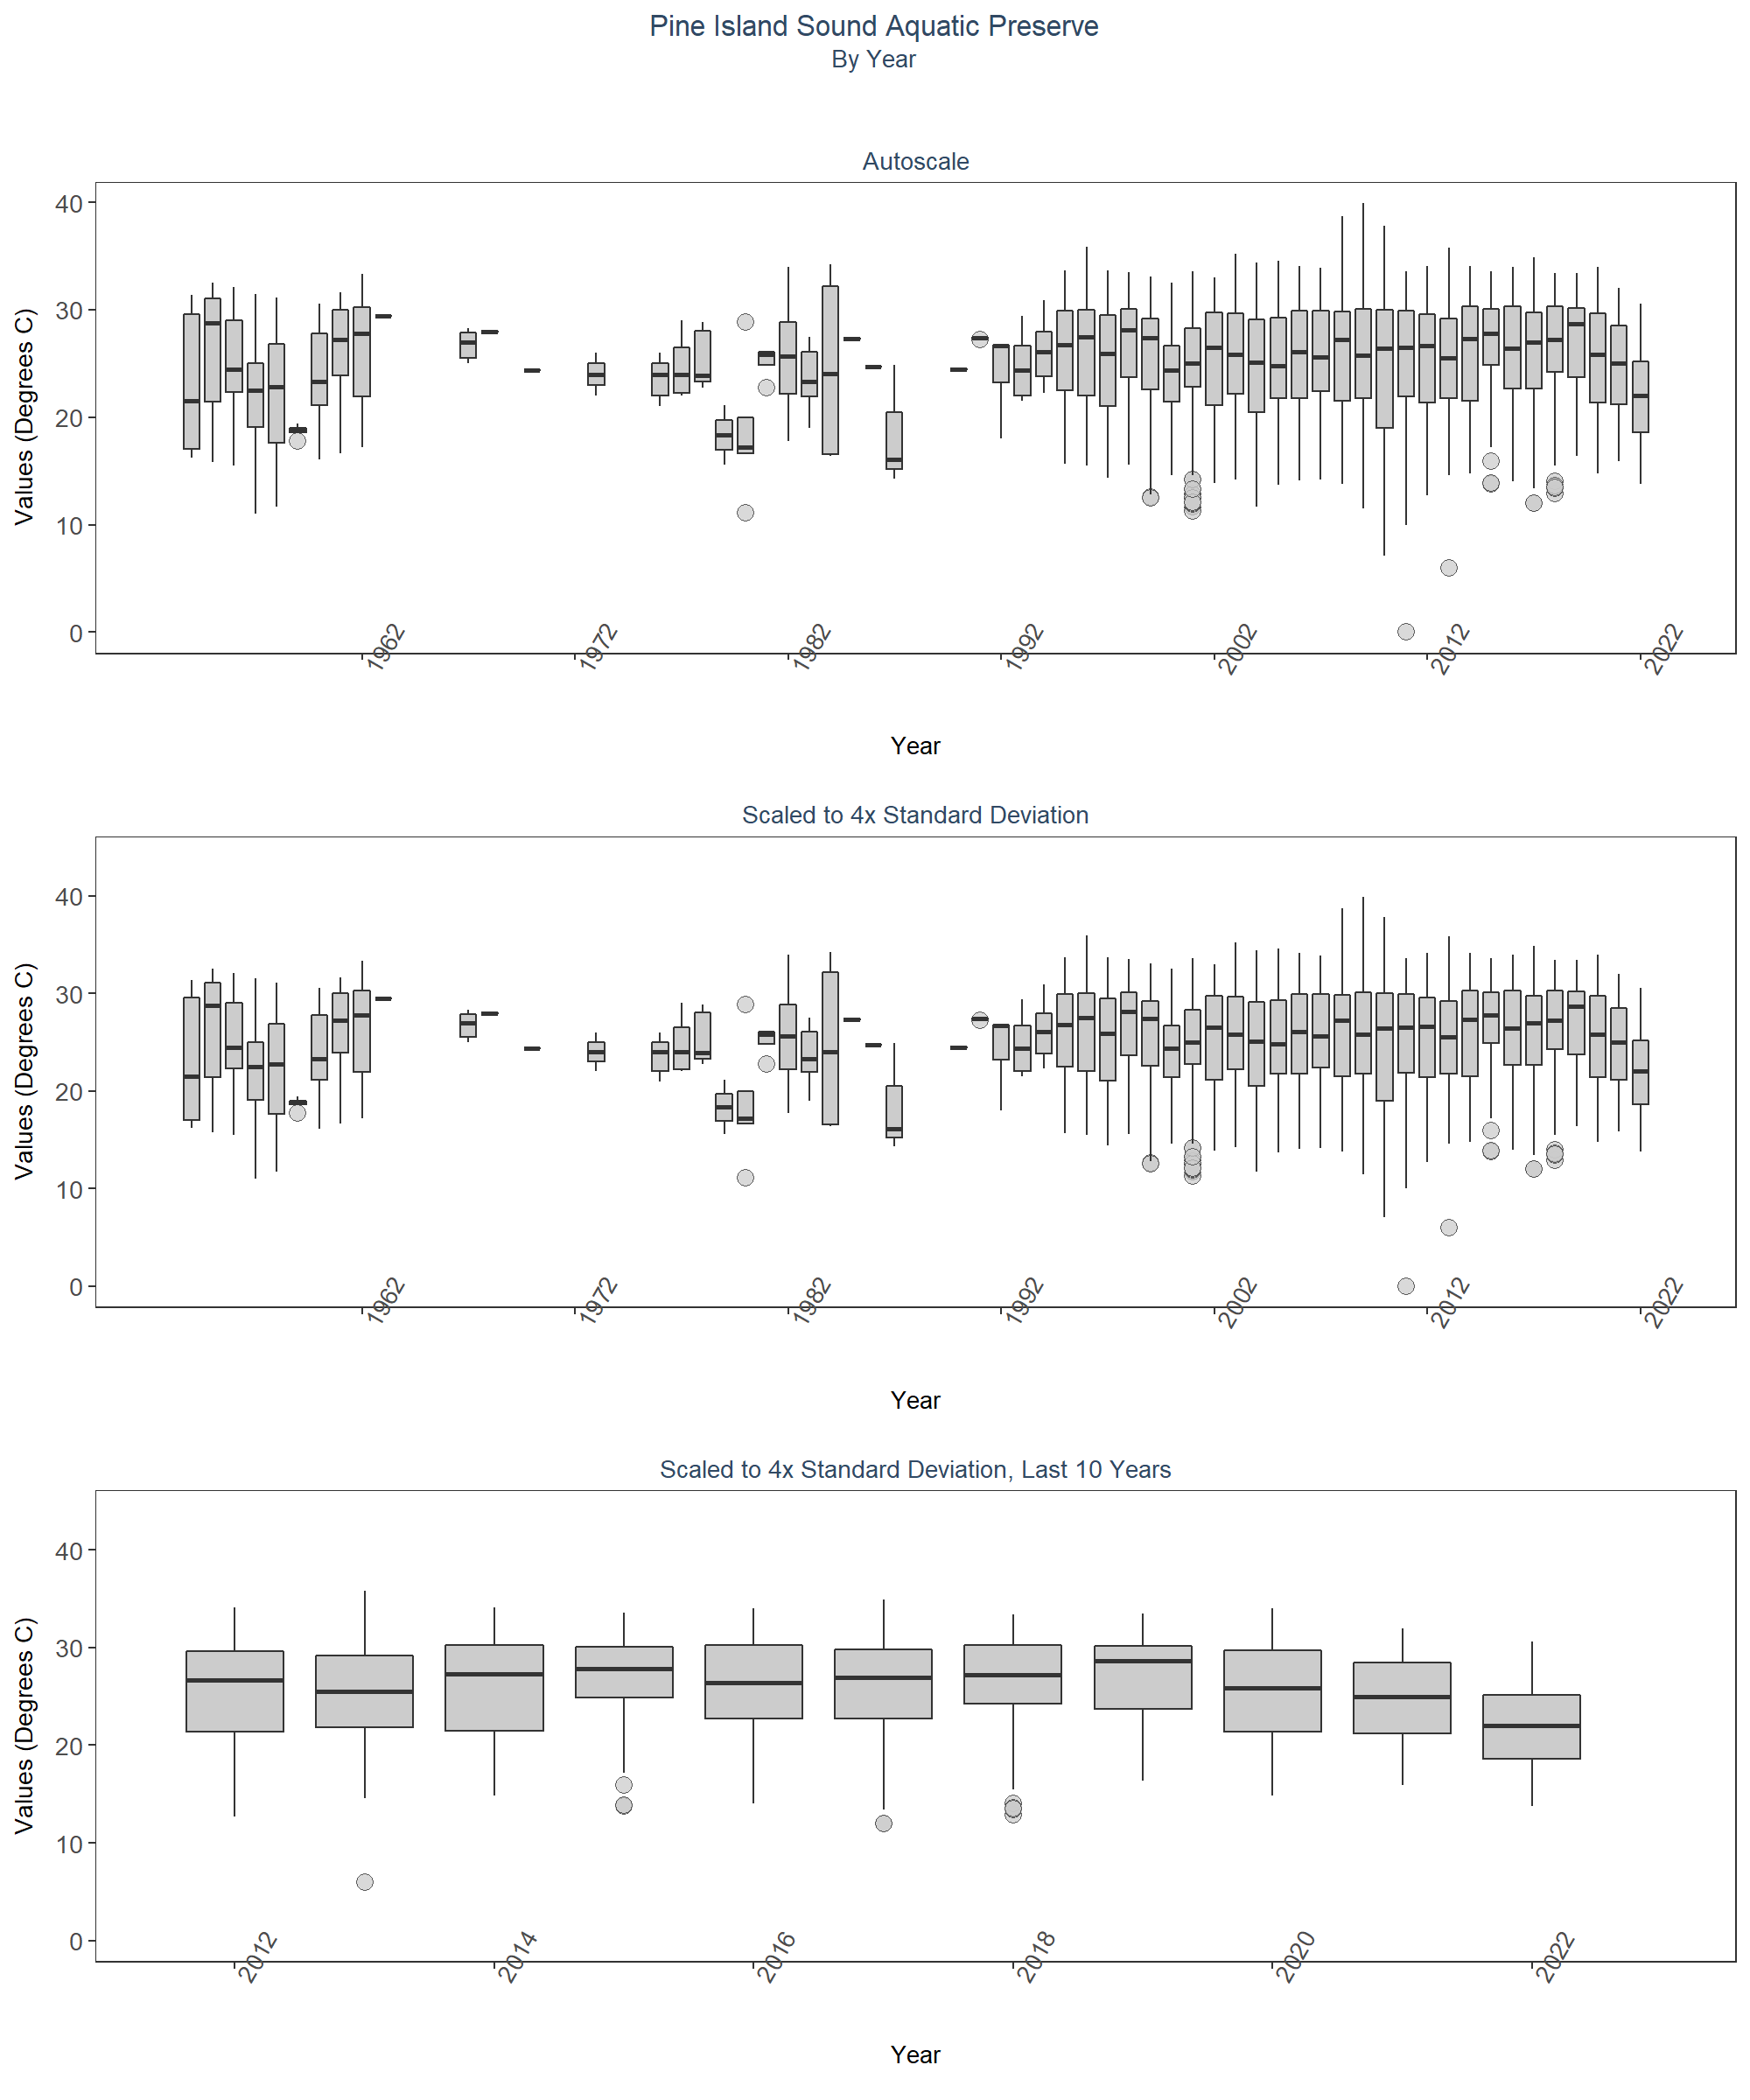 Pine Island Sound Aquatic Preserve
By Year
Autoscale
Values (Degrees C)
40
30
20
10
0
1962 1972 1982 1992 2002 2012 2022
Year
Scaled to 4x Standard Deviation
Values (Degrees C)
40
30
20
10
0
1962 1972 1982 1992 2002 2012 2022
Year
Scaled to 4x Standard Deviation, Last 10 Years
Values (Degrees C)
40
30
20
10
0
2012 2014 2016 2018 2020 2022
Year